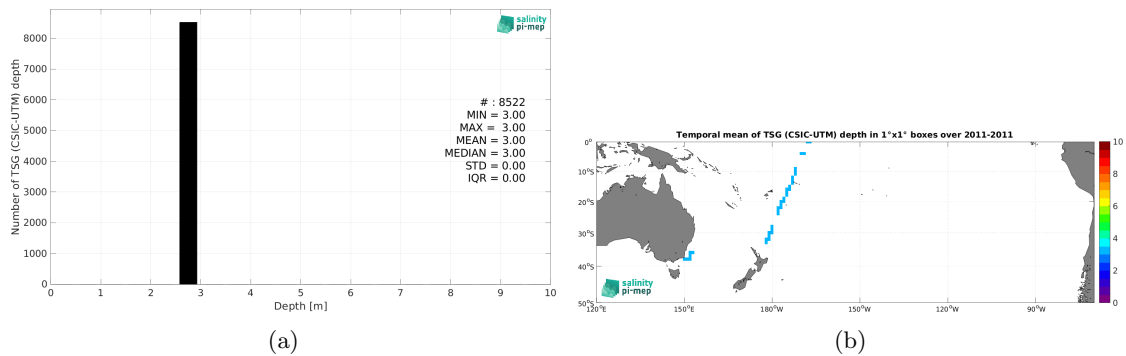 salinity
pi-mep
Number of TSG (CSIC-UTM) depth
8000
7000
6000
5000
4000
3000
2000
1000
0
# : 8522
MIN = 3.00
MAX = 3.00
MEAN = 3.00
MEDIAN = 3.00
STD = 0.00
IQR = 0.00
0 1 2 3 4 5 6 7 8 9 10
Depth [m]
(a)
Temporal mean of TSG (CSIC-UTM) depth in 1°x1° boxes over 2011-2011
0°
10°S
20°S
30°S
40°S
50°S
120°E 150°E 180°W 150°W 120°W 90°W
10
8
6
4
2
0
salinity
pi-mep
(b)